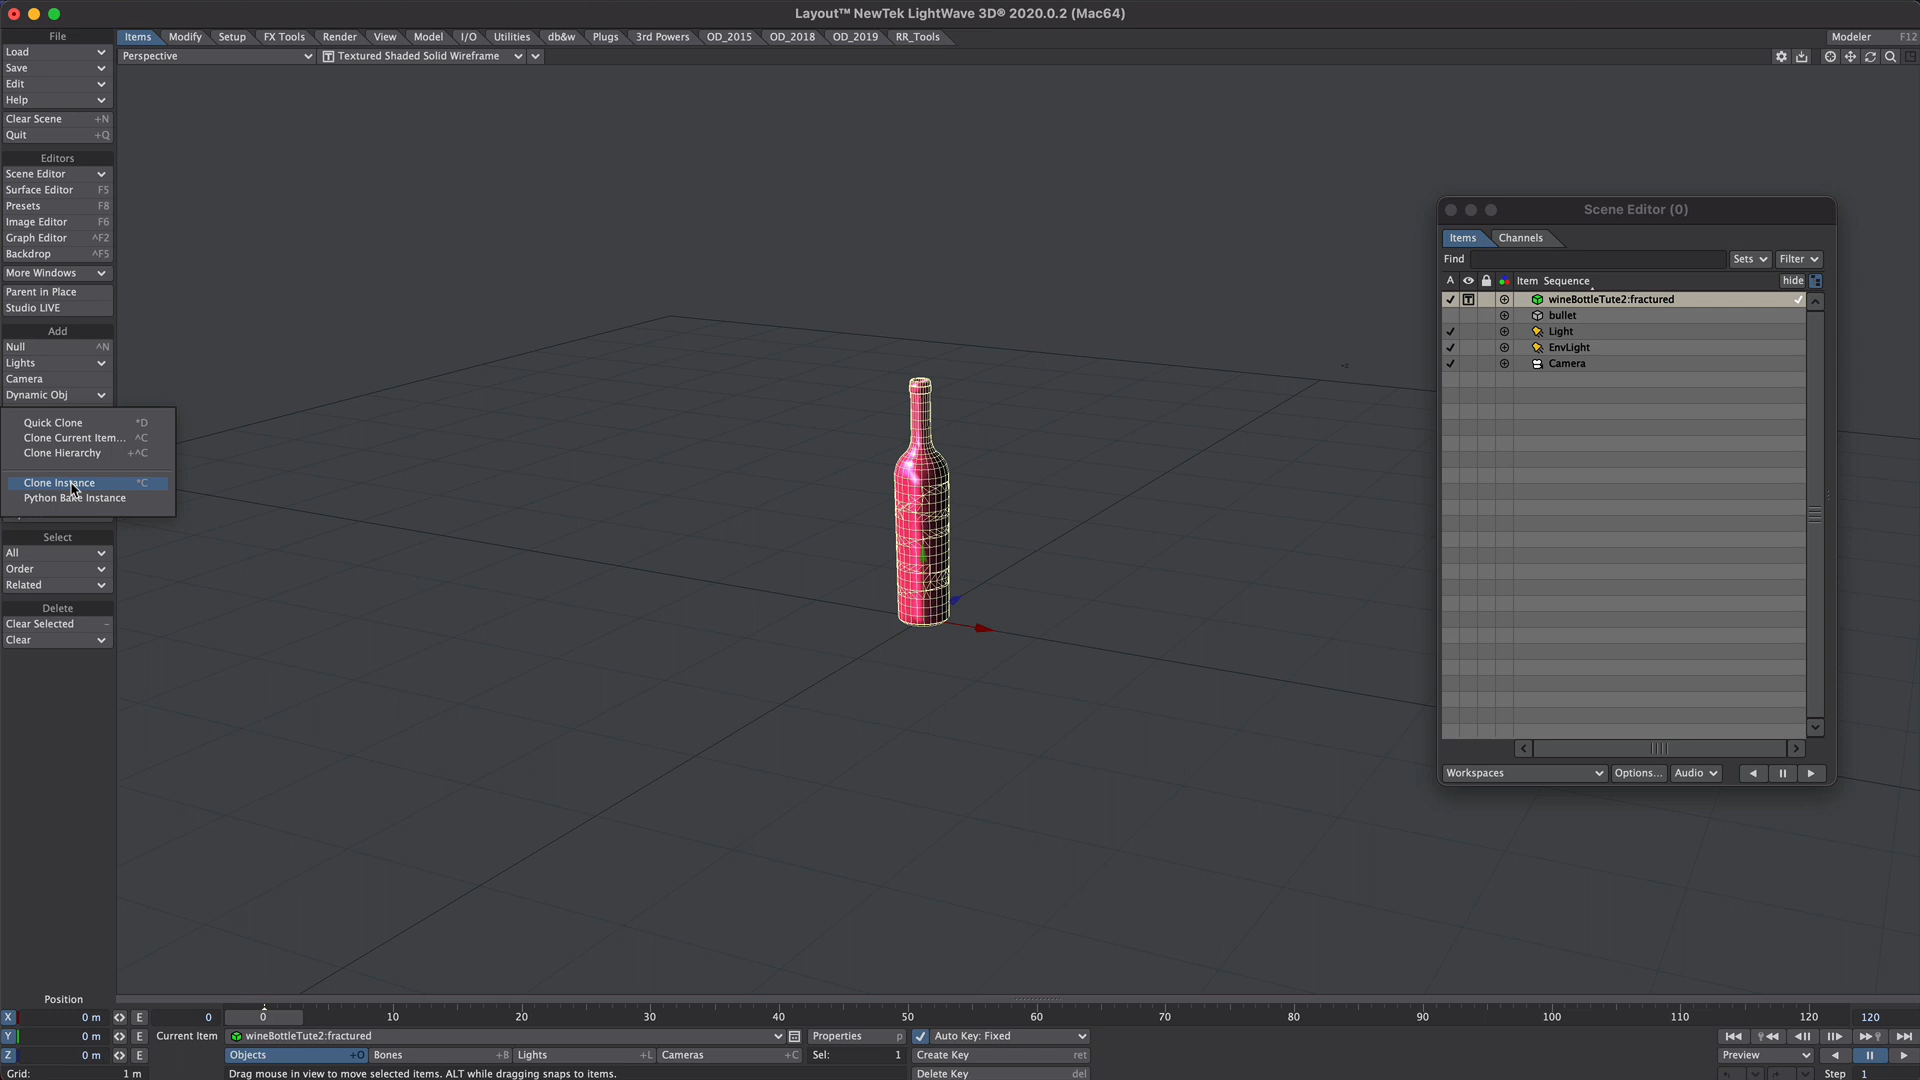 Layout™ NewTek LightWave 3D® 2020.0.2 (Mac64)
File
Items Modify Setup FX Tools Render View Model I/O Utilities db&w Plugs 3rd Powers OD_2015 OD_2018 OD_2019 RR_Tools
Modeler F12
Load
Perspective
Textured Shaded Solid Wireframe
Save
Edit
Help
Clear Scene +N
Quit +Q
Editors
Scene Editor
Surface Editor F5
Presets F8
Image Editor F6
Graph Editor ^F2
Backdrop ^F5
More Windows
Parent in Place
Studio LIVE
Add
Null ^N
Lights
Camera
Dynamic Obj
Quick Clone *D
Clone Current Item... ^C
Clone Hierarchy +^C
Clone Instance *C
Python Bake Instance
Select
All
Order
Related
Delete
Clear Selected –
Clear
Scene Editor (0)
Items Channels
Find
Sets
Filter
A
Item Sequence
hide
T wineBottleTute2:fractured
bullet
Light
EnvLight
Camera
Workspaces
Options...
Audio
Position
X 0 m E
0
0 10 20 30 40 50 60 70 80 90 100 110 120
120
Y 0 m E
Current Item wineBottleTute2:fractured
Properties p
Auto Key: Fixed
Z 0 m E
Objects +O
Bones +B
Lights +L
Cameras +C
Sel: 1
Create Key ret
Preview
Grid: 1 m
Drag mouse in view to move selected items. ALT while dragging snaps to items.
Delete Key del
Step 1